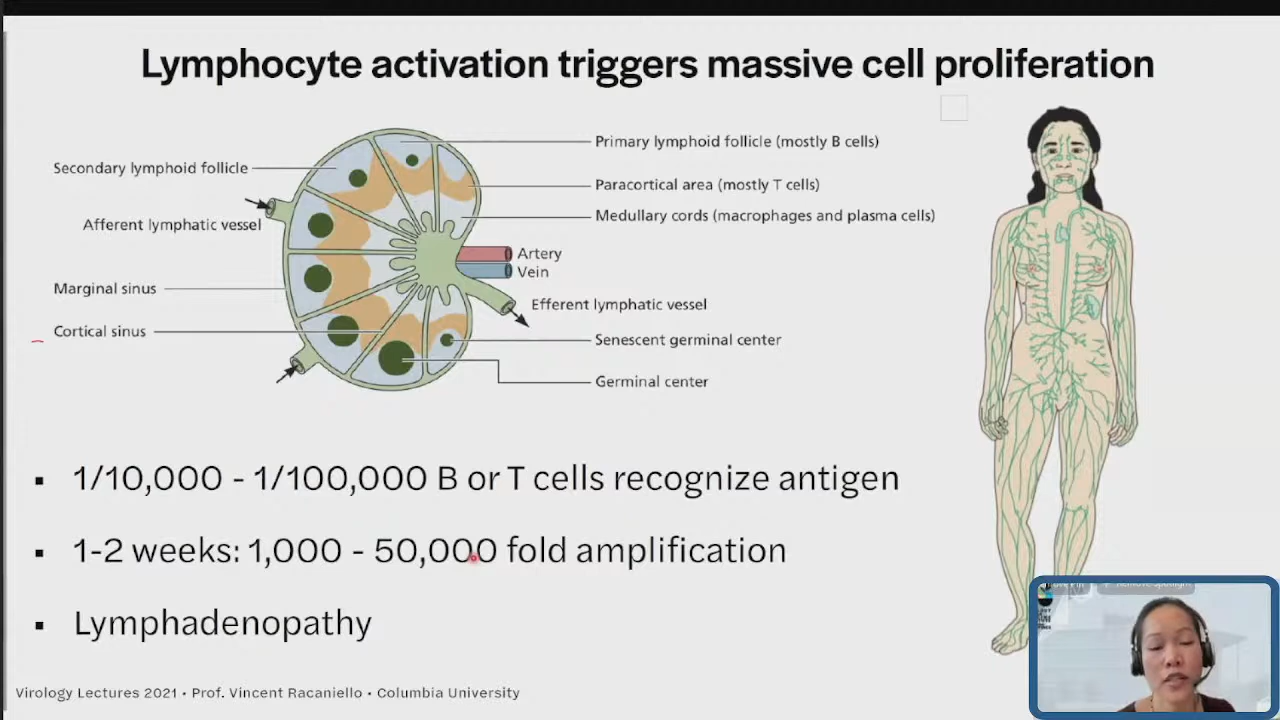 Lymphocyte activation triggers massive cell proliferation
Primary lymphoid follicle (mostly B cells)
Secondary lymphoid follicle
Paracortical area (mostly T cells)
Medullary cords (macrophages and plasma cells)
Afferent lymphatic vessel
Artery
Vein
Marginal sinus
Efferent lymphatic vessel
Cortical sinus
Senescent germinal center
Germinal center
▪ 1/10,000 - 1/100,000 B or T cells recognize antigen
▪ 1-2 weeks: 1,000 - 50,000 fold amplification
▪ Lymphadenopathy
Virology Lectures 2021 • Prof. Vincent Racaniello • Columbia University